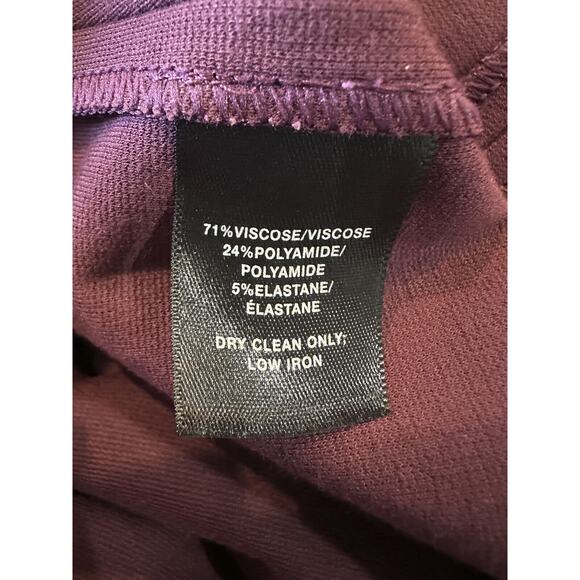 71%VISCOSE/VISCOSE
24%POLYAMIDE/
POLYAMIDE
5%ELASTANE/
ÉLASTANE
DRY CLEAN ONLY;
LOW IRON